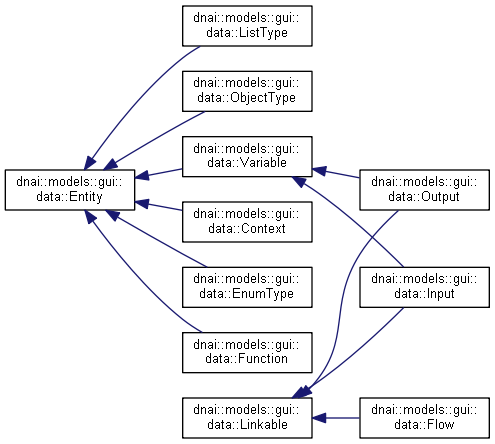 dnai::models::gui::
data::ListType
dnai::models::gui::
data::ObjectType
dnai::models::gui::
data::Variable
dnai::models::gui::
data::Entity
dnai::models::gui::
data::Output
dnai::models::gui::
data::Context
dnai::models::gui::
data::EnumType
dnai::models::gui::
data::Input
dnai::models::gui::
data::Function
dnai::models::gui::
data::Linkable
dnai::models::gui::
data::Flow